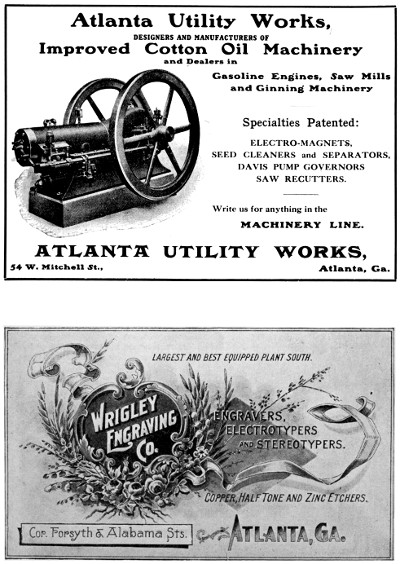 Atlanta Utility Works,
DESIGNERS AND MANUFACTURERS OF
Improved Cotton Oil Machinery
and Dealers in
Gasoline Engines, Saw Mills
and Ginning Machinery
Specialties Patented:
ELECTRO-MAGNETS,
SEED CLEANERS and SEPARATORS,
DAVIS PUMP GOVERNORS
SAW RECUTTERS.
Write us for anything in the
MACHINERY LINE.
ATLANTA UTILITY WORKS,
54 W. Mitchell St., Atlanta, Ga.
LARGEST AND BEST EQUIPPED PLANT SOUTH.
WRIGLEY
ENGRAVING
CO.
ENGRAVERS,
ELECTROTYPERS
AND STEREOTYPERS.
COPPER, HALF TONE AND ZINC ETCHERS.
COR. FORSYTH & ALABAMA STS.
ATLANTA, GA.